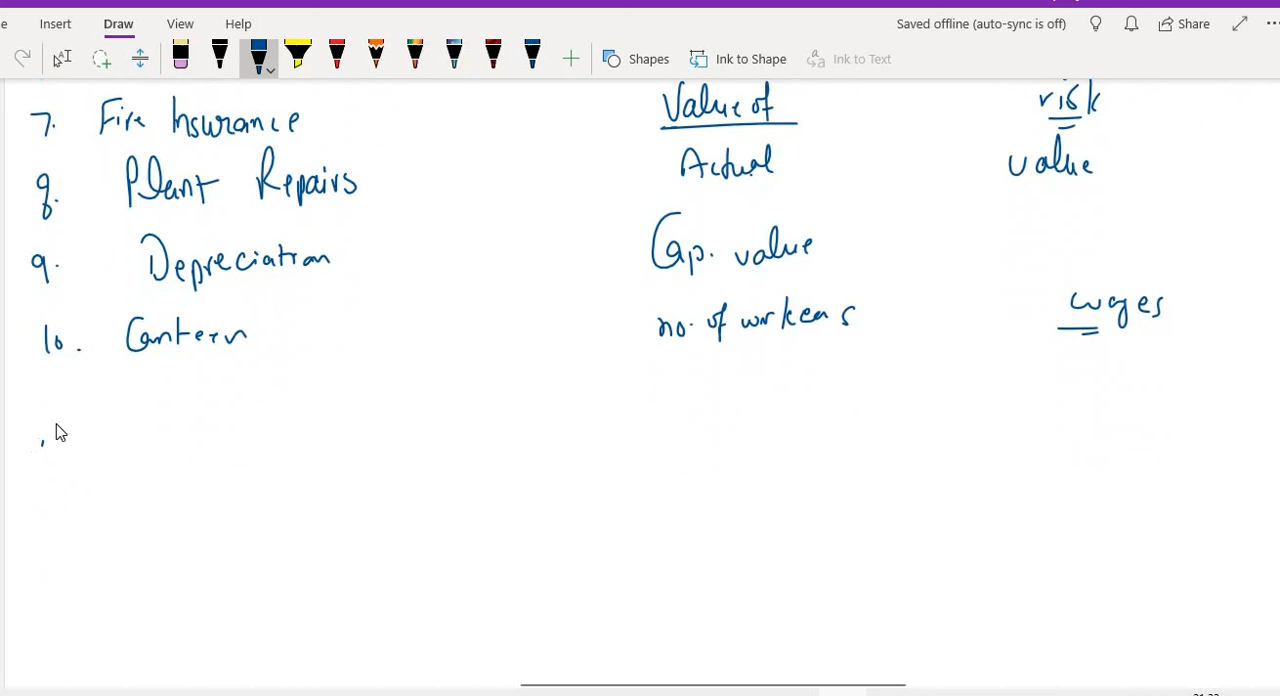 e Insert Draw View Help Saved offline (auto-sync is off) Share
Shapes Ink to Shape Ink to Text
7. Fire Insurance Value of risk
8. Plant Repairs Actual value
9. Depreciation Cap. value
10. Canteen no. of workers wages